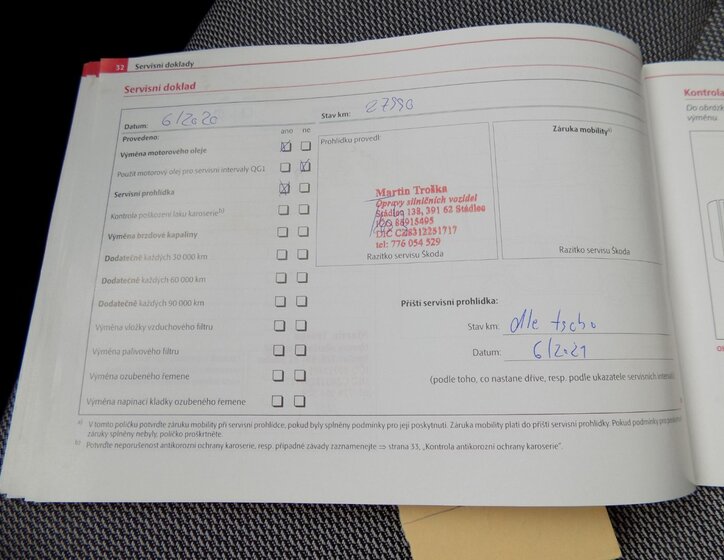 32 Servisní doklady
Servisní doklad
Datum: 6/2020
Stav km: 27990
Provedeno:
ano ne
Výměna motorového oleje
Použit motorový olej pro servisní intervaly QG1
Servisní prohlídka
Kontrola poškození laku karoserie b)
Výměna brzdové kapaliny
Dodatečně každých 30 000 km
Dodatečně každých 60 000 km
Dodatečně každých 90 000 km
Výměna vložky vzduchového filtru
Výměna palivového filtru
Výměna ozubeného řemene
Výměna napínací kladky ozubeného řemene
Prohlídku provedl:
Martin Troška
Opravy silničních vozidel
Stádlec 138, 391 62 Stádlec
IČO 88915495
DIČ CZ8312251717
tel: 776 054 529
Razítko servisu Škoda
Záruka mobility a)
Razítko servisu Škoda
Příští servisní prohlídka:
Stav km: dle
Datum: 6/2021
(podle toho, co nastane dříve, resp. podle ukazatele servisních
a) V tomto políčku potvrďte záruku mobility při servisní prohlídce, pokud byly splněny podmínky pro její poskytnutí. Záruka mobility platí do příští servisní prohlídky. Pokud podmínky pro
záruky splněny nebyly, políčko proškrtněte.
b) Potvrďte neporušenost antikorozní ochrany karoserie, resp. případné závady zaznamenejte ⇒ strana 33, „Kontrola antikorozní ochrany karoserie“.
Kontrola
Do obrázk
výměnu.